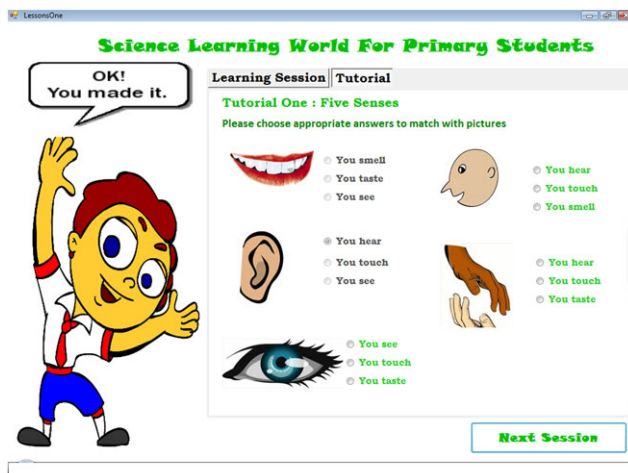 LessonsOne
Science Learning World For Primary Students
OK!
You made it.
Learning Session
Tutorial
Tutorial One : Five Senses
Please choose appropriate answers to match with pictures
You smell
You taste
You see
You hear
You touch
You smell
You hear
You touch
You see
You hear
You touch
You taste
You see
You touch
You taste
Next Session